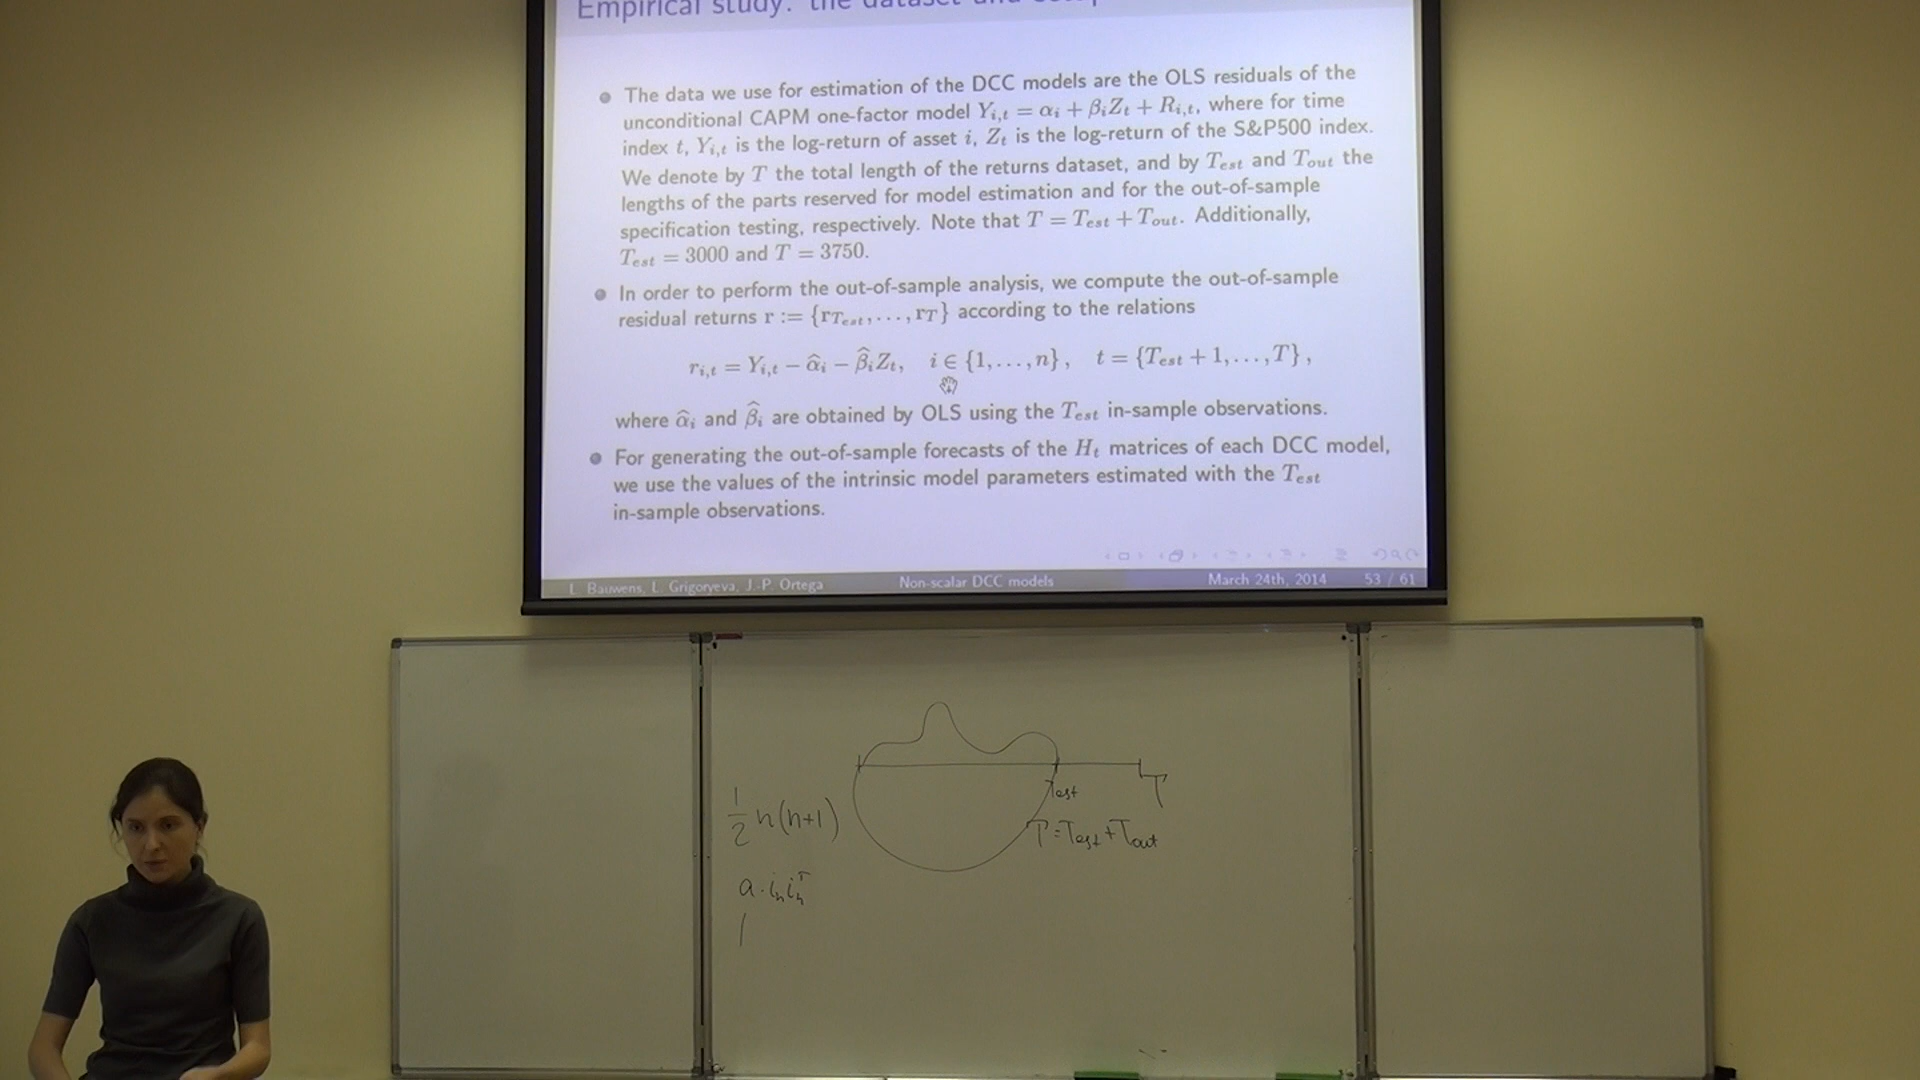 Empirical study: the dataset and setup
The data we use for estimation of the DCC models are the OLS residuals of the
unconditional CAPM one-factor model Y_{i,t} = α_i + β_i Z_t + R_{i,t}, where for time
index t, Y_{i,t} is the log-return of asset i, Z_t is the log-return of the S&P500 index.
We denote by T the total length of the returns dataset, and by T_{est} and T_{out} the
lengths of the parts reserved for model estimation and for the out-of-sample
specification testing, respectively. Note that T = T_{est} + T_{out}. Additionally,
T_{est} = 3000 and T = 3750.
In order to perform the out-of-sample analysis, we compute the out-of-sample
residual returns r := {r_{T_{est}}, . . . , r_T} according to the relations
r_{i,t} = Y_{i,t} − α̂_i − β̂_i Z_t, i ∈ {1, . . . , n}, t = {T_{est} + 1, . . . , T},
where α̂_i and β̂_i are obtained by OLS using the T_{est} in-sample observations.
For generating the out-of-sample forecasts of the H_t matrices of each DCC model,
we use the values of the intrinsic model parameters estimated with the T_{est}
in-sample observations.
L. Bauwens, L. Grigoryeva, J.-P. Ortega Non-scalar DCC models March 24th, 2014 53 / 61
T_{est} T
1/2 n(n+1) T = T_{est} + T_{out}
a · i_n i_n^T